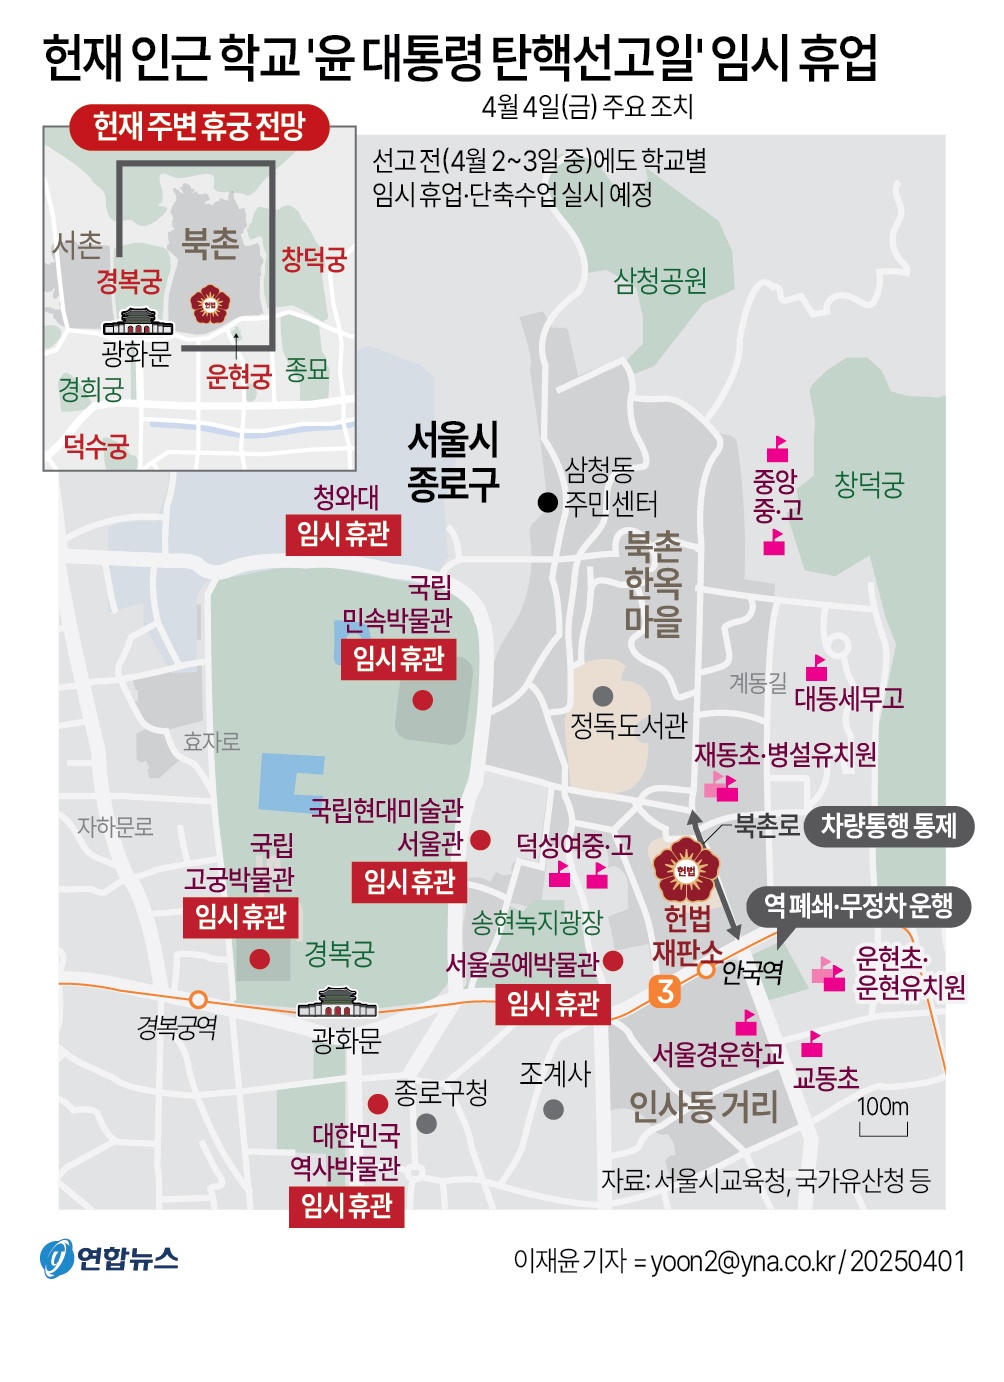 헌재 인근 학교 '윤 대통령 탄핵선고일' 임시 휴업
4월 4일(금) 주요 조치
헌재 주변 휴궁 전망
서촌
북촌
창덕궁
경복궁
헌법
광화문
운현궁
종묘
경희궁
덕수궁
선고 전(4월 2~3일 중)에도 학교별
임시 휴업·단축수업 실시 예정
삼청공원
서울시
종로구
삼청동
주민센터
중앙
중·고
창덕궁
청와대
임시 휴관
북촌
한옥
마을
국립
민속박물관
임시 휴관
계동길
대동세무고
정독도서관
효자로
재동초·병설유치원
자하문로
국립현대미술관
서울관
임시 휴관
덕성여중·고
북촌로
차량통행 통제
국립
고궁박물관
임시 휴관
헌법
헌법
재판소
역 폐쇄·무정차 운행
송현녹지광장
경복궁
서울공예박물관
임시 휴관
안국역
3
운현초·
운현유치원
경복궁역
광화문
서울경운학교
교동초
조계사
종로구청
인사동 거리
100m
대한민국
역사박물관
임시 휴관
자료: 서울시교육청, 국가유산청 등
연합뉴스
이재윤 기자 = yoon2@yna.co.kr / 20250401